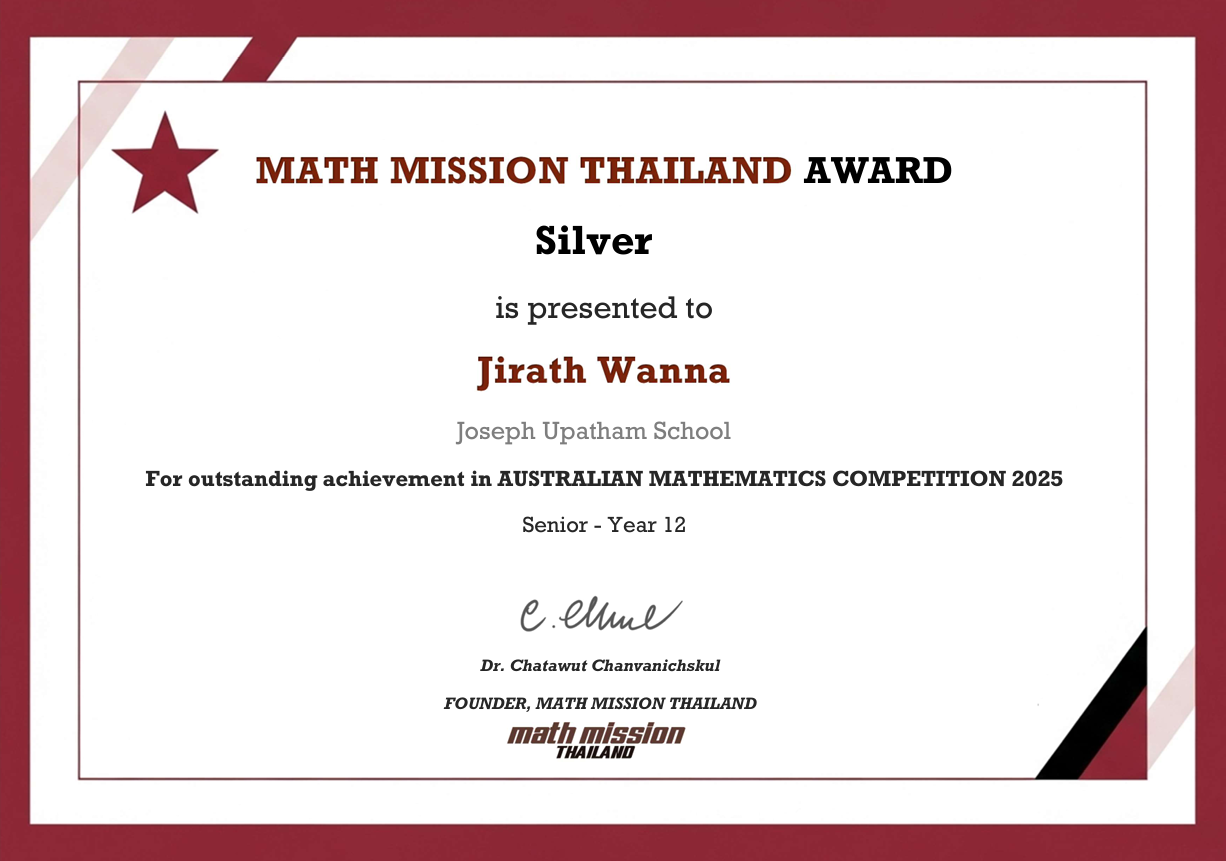 MATH MISSION THAILAND AWARD
Silver
is presented to
Jirath Wanna
Joseph Upatham School
For outstanding achievement in AUSTRALIAN MATHEMATICS COMPETITION 2025
Senior - Year 12
Dr. Chatawut Chanvanichskul
FOUNDER, MATH MISSION THAILAND
math mission
THAILAND